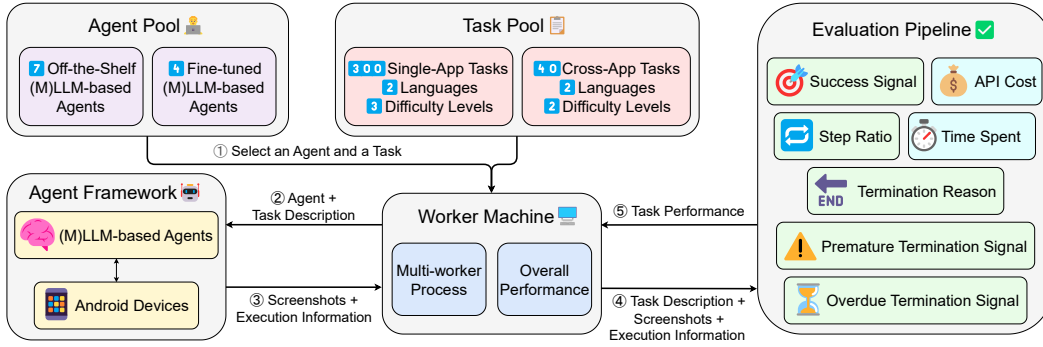 Agent Pool
7 Off-the-Shelf
(M)LLM-based
Agents
4 Fine-tuned
(M)LLM-based
Agents
Task Pool
300 Single-App Tasks
2 Languages
3 Difficulty Levels
40 Cross-App Tasks
2 Languages
2 Difficulty Levels
① Select an Agent and a Task
Agent Framework
(M)LLM-based Agents
Android Devices
② Agent +
Task Description
③ Screenshots +
Execution Information
Worker Machine
Multi-worker
Process
Overall
Performance
⑤ Task Performance
④ Task Description +
Screenshots +
Execution Information
Evaluation Pipeline
Success Signal
$
API Cost
Step Ratio
Time Spent
END
Termination Reason
Premature Termination Signal
Overdue Termination Signal